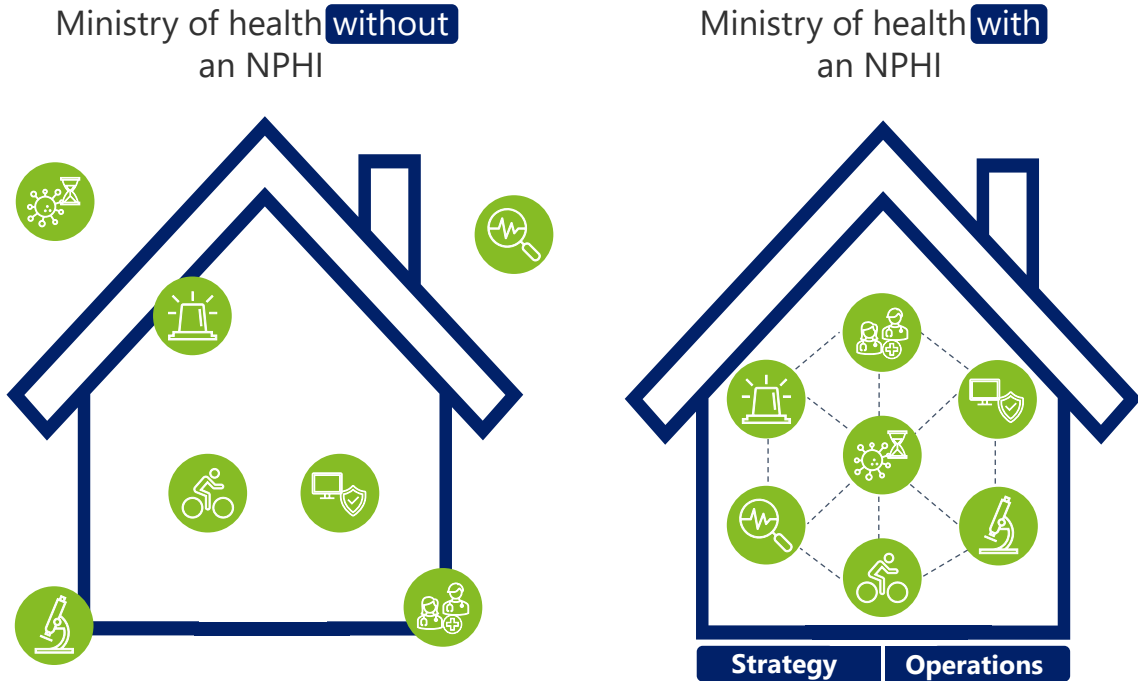 Ministry of health without
an NPHI
Ministry of health with
an NPHI
Strategy
Operations